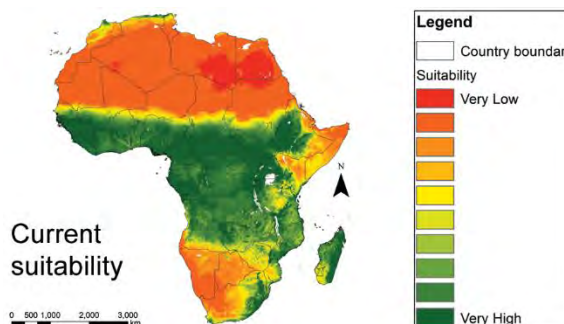 Legend
Country boundar
Suitability
Very Low
Very High
N
Current
suitability
0 500 1,000 2,000 3,000
km